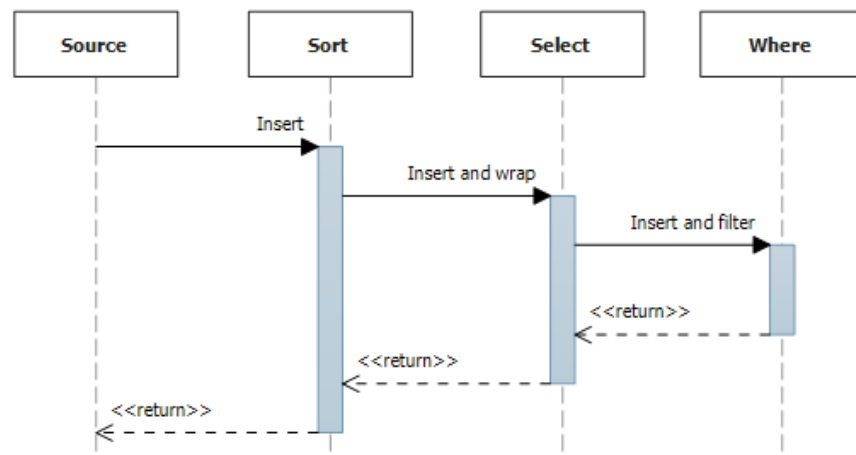 Source
Sort
Select
Where
Insert
Insert and wrap
Insert and filter
<<return>>
<<return>>
<<return>>